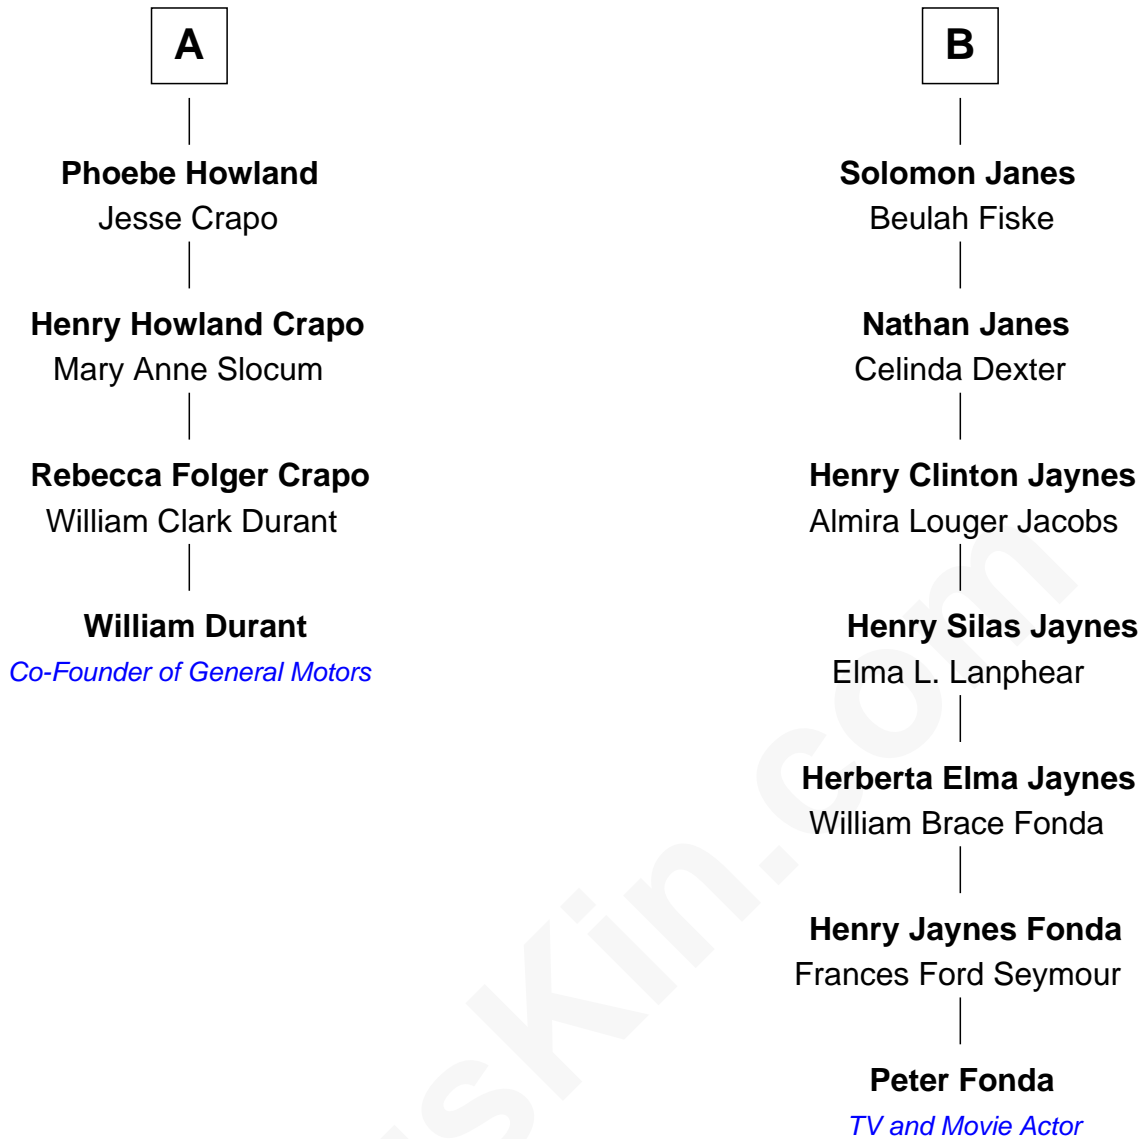 A
Phoebe Howland
Jesse Crapo
Henry Howland Crapo
Mary Anne Slocum
Rebecca Folger Crapo
William Clark Durant
William Durant
Co-Founder of General Motors
B
Solomon Janes
Beulah Fiske
Nathan Janes
Celinda Dexter
Henry Clinton Jaynes
Almira Louger Jacobs
Henry Silas Jaynes
Elma L. Lanphear
Herberta Elma Jaynes
William Brace Fonda
Henry Jaynes Fonda
Frances Ford Seymour
Peter Fonda
TV and Movie Actor
sKin.com